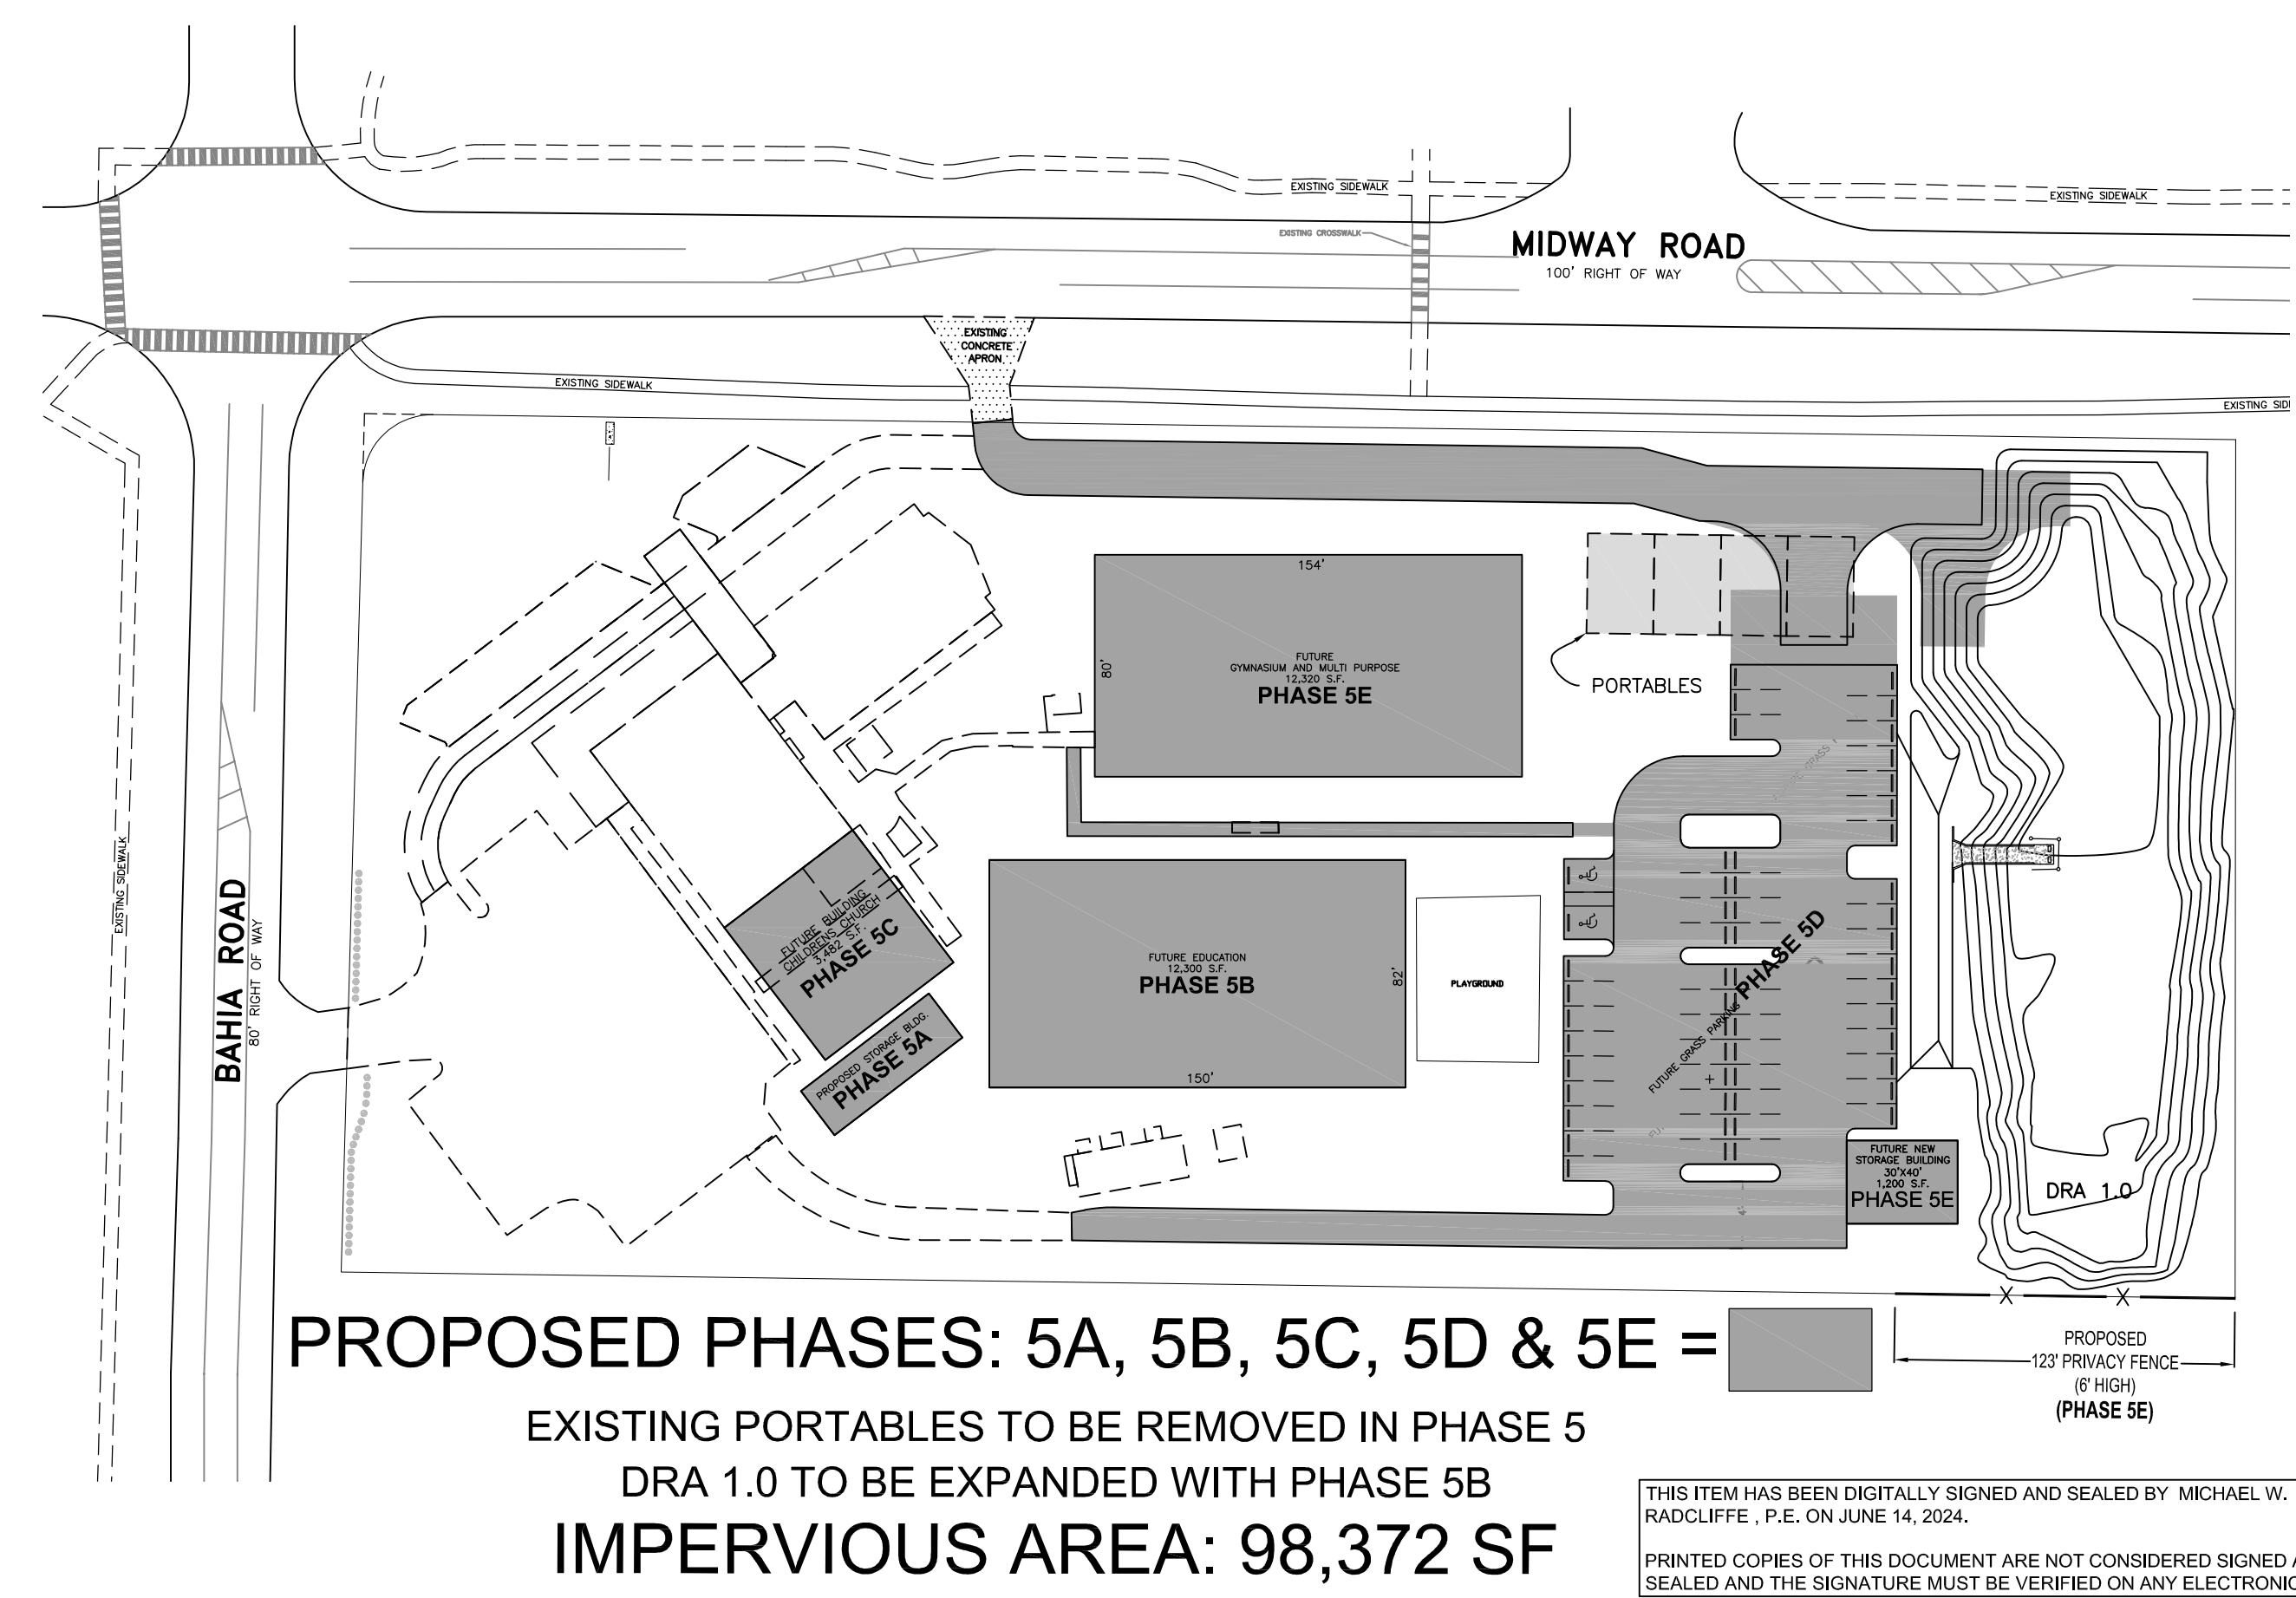 EXISTING SIDEWALK
EXISTING SIDEWALK
EXISTING CROSSWALK
MIDWAY ROAD
100' RIGHT OF WAY
EXISTING
CONCRETE
APRON
EXISTING SIDEWALK
EXISTING SID
154'
80'
FUTURE
GYMNASIUM AND MULTI PURPOSE
12,320 S.F.
PHASE 5E
PORTABLES
EXISTING SIDEWALK
BAHIA ROAD
80' RIGHT OF WAY
FUTURE BUILDING
CHILDRENS CHURCH
3,482 S.F.
PHASE 5C
PROPOSED STORAGE BLDG.
PHASE 5A
FUTURE EDUCATION
12,300 S.F.
PHASE 5B
82'
150'
PLAYGROUND
FUTURE GRASS PARKING
PHASE 5D
FUTURE NEW
STORAGE BUILDING
30'X40'
1,200 S.F.
PHASE 5E
DRA 1.0
X X
PROPOSED PHASES: 5A, 5B, 5C, 5D & 5E =
PROPOSED
123' PRIVACY FENCE
(6' HIGH)
(PHASE 5E)
EXISTING PORTABLES TO BE REMOVED IN PHASE 5
DRA 1.0 TO BE EXPANDED WITH PHASE 5B
IMPERVIOUS AREA: 98,372 SF
THIS ITEM HAS BEEN DIGITALLY SIGNED AND SEALED BY MICHAEL W.
RADCLIFFE , P.E. ON JUNE 14, 2024.
PRINTED COPIES OF THIS DOCUMENT ARE NOT CONSIDERED SIGNED A
SEALED AND THE SIGNATURE MUST BE VERIFIED ON ANY ELECTRONIC